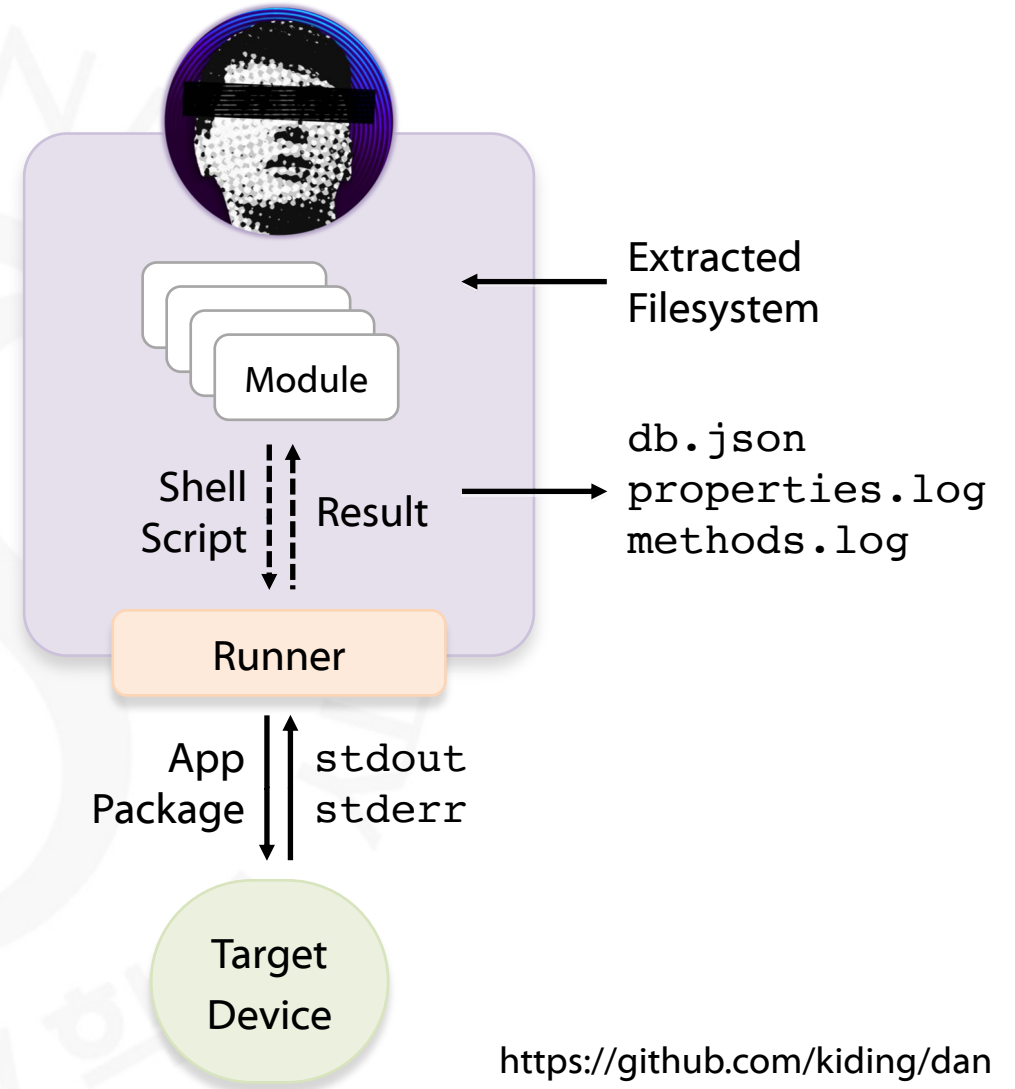 Extracted
Filesystem
Module
db.json
properties.log
methods.log
Shell
Script
Result
Runner
App
Package
stdout
stderr
Target
Device
https://github.com/kiding/dan